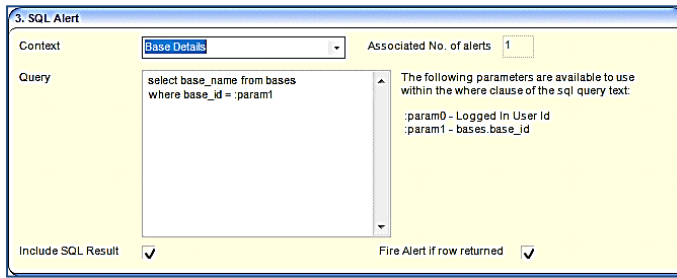 3. SQL Alert
Context
Base Details
Associated No. of alerts
1
Query
select base_name from bases
where base_id = :param1
The following parameters are available to use
within the where clause of the sql query text:
:param0 - Logged In User Id
:param1 - bases.base_id
Include SQL Result
Fire Alert if row returned